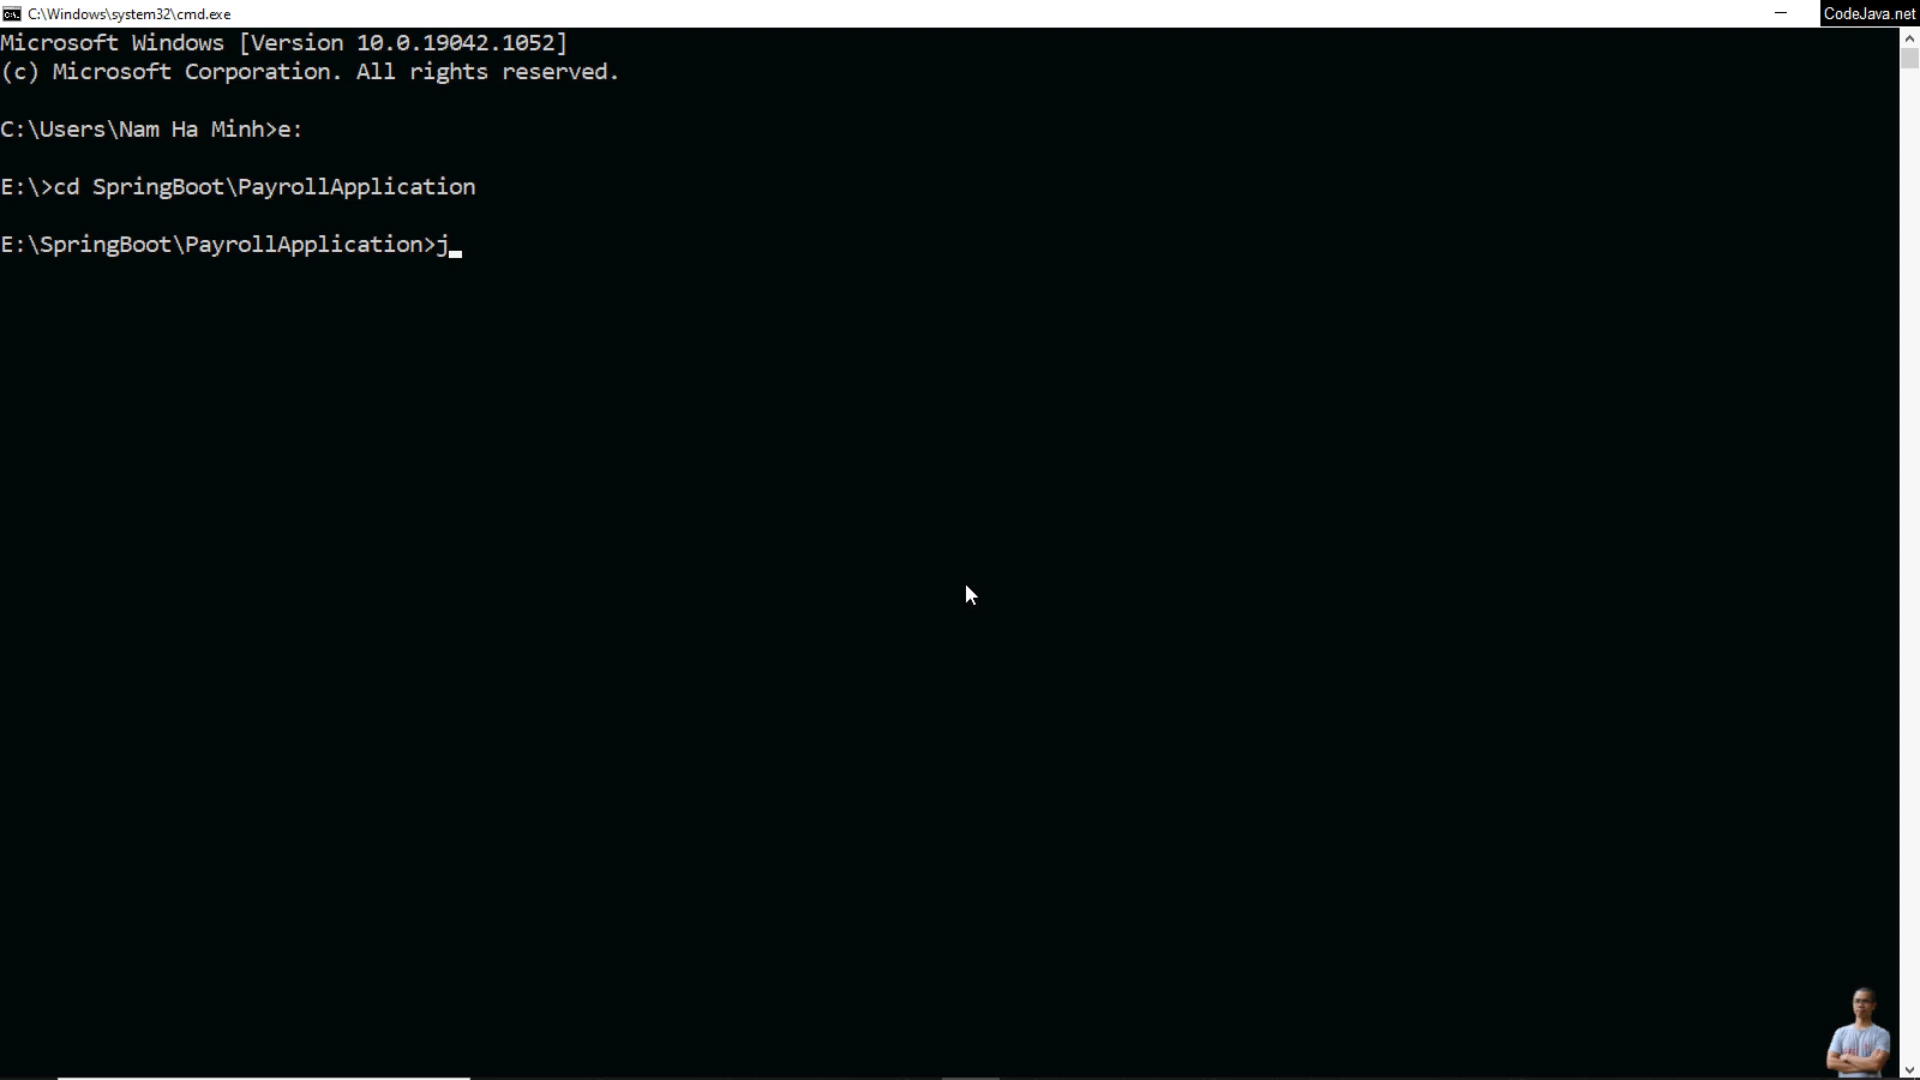 C:\Windows\system32\cmd.exe
CodeJava.net
Microsoft Windows [Version 10.0.19042.1052]
(c) Microsoft Corporation. All rights reserved.
C:\Users\Nam Ha Minh>e:
E:\>cd SpringBoot\PayrollApplication
E:\SpringBoot\PayrollApplication>j